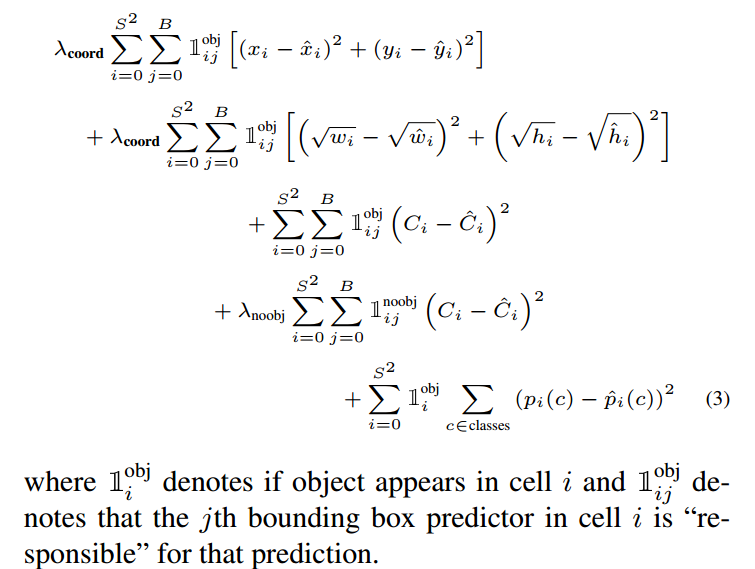 $\lambda_{\textbf{coord}} \sum_{i=0}^{S^2} \sum_{j=0}^{B} \mathbb{1}_{ij}^{\text{obj}} \left[ (x_i - \hat{x}_i)^2 + (y_i - \hat{y}_i)^2 \right]$
$+ \lambda_{\textbf{coord}} \sum_{i=0}^{S^2} \sum_{j=0}^{B} \mathbb{1}_{ij}^{\text{obj}} \left[ \left( \sqrt{w_i} - \sqrt{\hat{w}_i} \right)^2 + \left( \sqrt{h_i} - \sqrt{\hat{h}_i} \right)^2 \right]$
$+ \sum_{i=0}^{S^2} \sum_{j=0}^{B} \mathbb{1}_{ij}^{\text{obj}} \left( C_i - \hat{C}_i \right)^2$
$+ \lambda_{\text{noobj}} \sum_{i=0}^{S^2} \sum_{j=0}^{B} \mathbb{1}_{ij}^{\text{noobj}} \left( C_i - \hat{C}_i \right)^2$
$+ \sum_{i=0}^{S^2} \mathbb{1}_{i}^{\text{obj}} \sum_{c \in \text{classes}} (p_i(c) - \hat{p}_i(c))^2$ (3)
where $\mathbb{1}_{i}^{\text{obj}}$ denotes if object appears in cell $i$ and $\mathbb{1}_{ij}^{\text{obj}}$ de-
notes that the $j$th bounding box predictor in cell $i$ is “re-
sponsible” for that prediction.